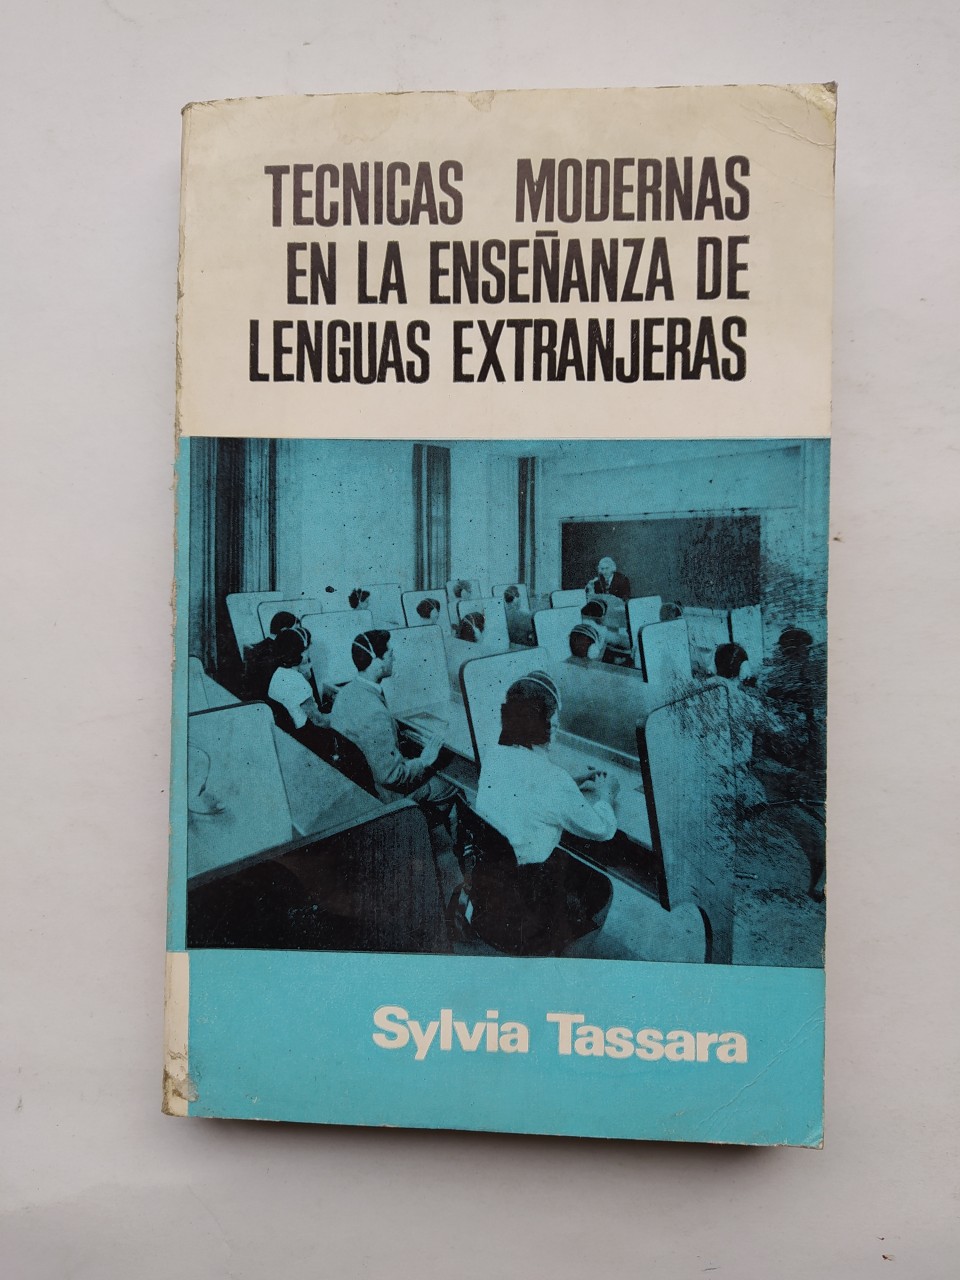 TECNICAS MODERNAS
EN LA ENSEÑANZA DE
LENGUAS EXTRANJERAS
Sylvia Tassara